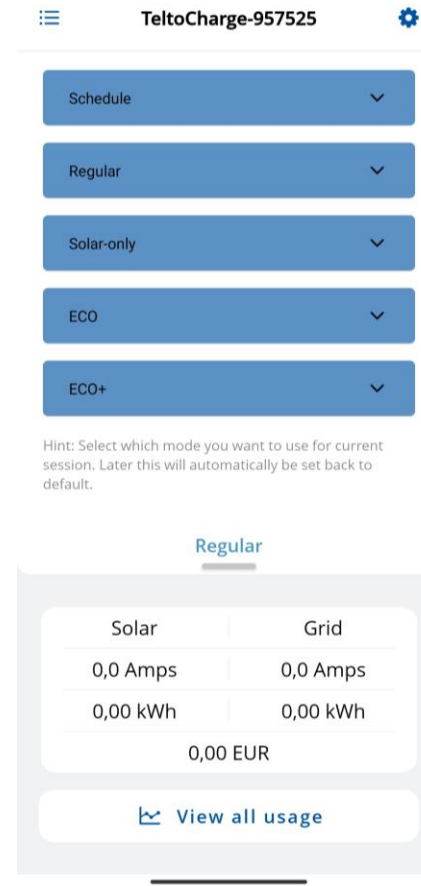 TeltoCharge-957525
Schedule
Regular
Solar-only
ECO
ECO+
Hint: Select which mode you want to use for current
session. Later this will automatically be set back to
default.
Regular
Solar Grid
0,0 Amps 0,0 Amps
0,00 kWh 0,00 kWh
0,00 EUR
View all usage